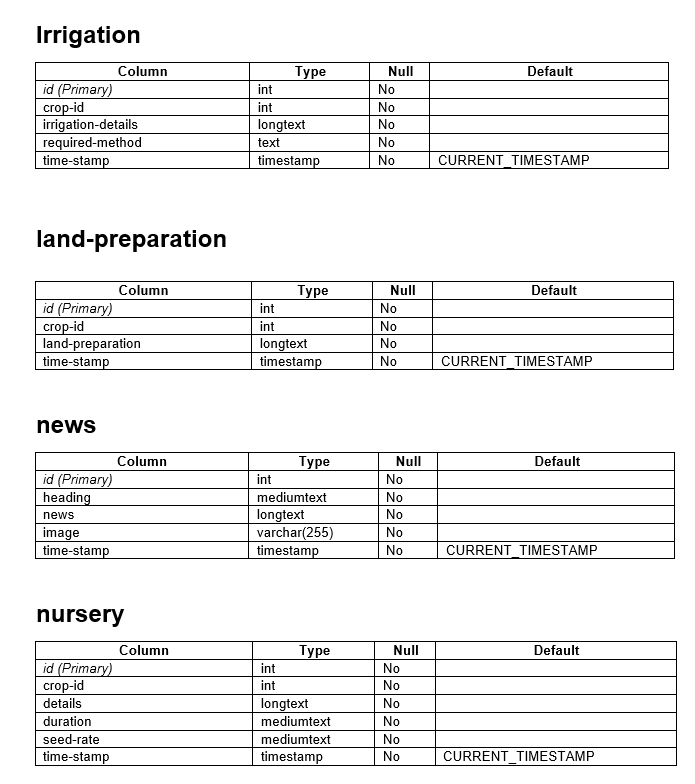 Irrigation
Column Type Null Default
id (Primary) int No
crop-id int No
irrigation-details longtext No
required-method text No
time-stamp timestamp No CURRENT_TIMESTAMP
land-preparation
Column Type Null Default
id (Primary) int No
crop-id int No
land-preparation longtext No
time-stamp timestamp No CURRENT_TIMESTAMP
news
Column Type Null Default
id (Primary) int No
heading mediumtext No
news longtext No
image varchar(255) No
time-stamp timestamp No CURRENT_TIMESTAMP
nursery
Column Type Null Default
id (Primary) int No
crop-id int No
details longtext No
duration mediumtext No
seed-rate mediumtext No
time-stamp timestamp No CURRENT_TIMESTAMP